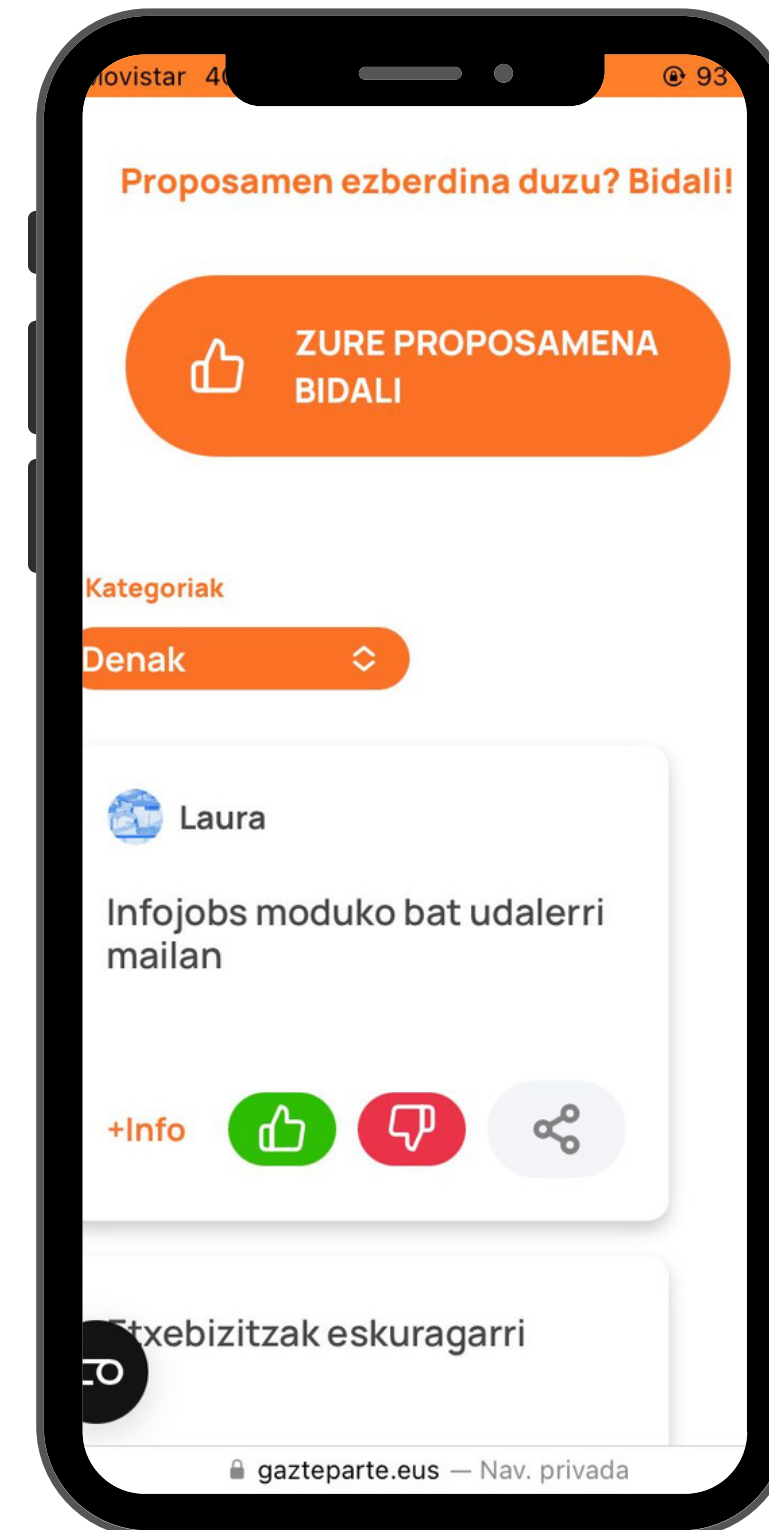 Movistar
93
Proposamen ezberdina duzu? Bidali!
ZURE PROPOSAMENA
BIDALI
Kategoriak
Denak
Laura
Infojobs moduko bat udalerri
mailan
+Info
Etxebizitzak eskuragarri
gazteparte.eus — Nav. privada